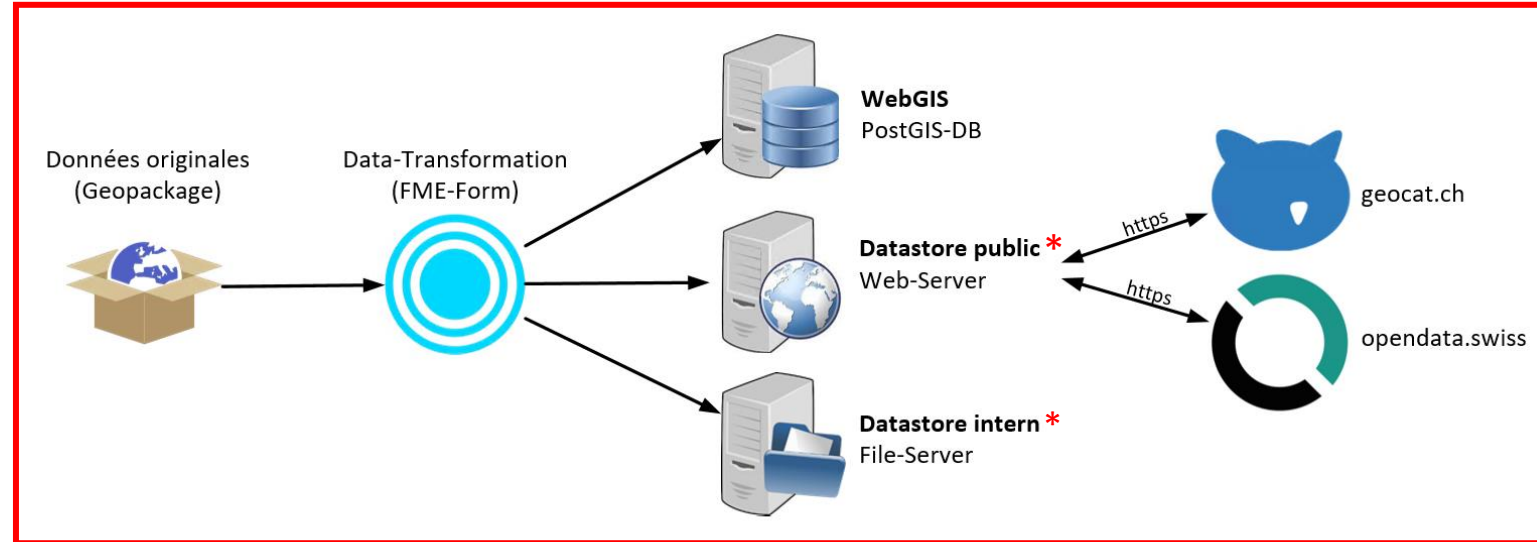 Données originales
(Geopackage)
Data-Transformation
(FME-Form)
WebGIS
PostGIS-DB
Datastore public *
Web-Server
Datastore intern *
File-Server
https
geocat.ch
https
opendata.swiss